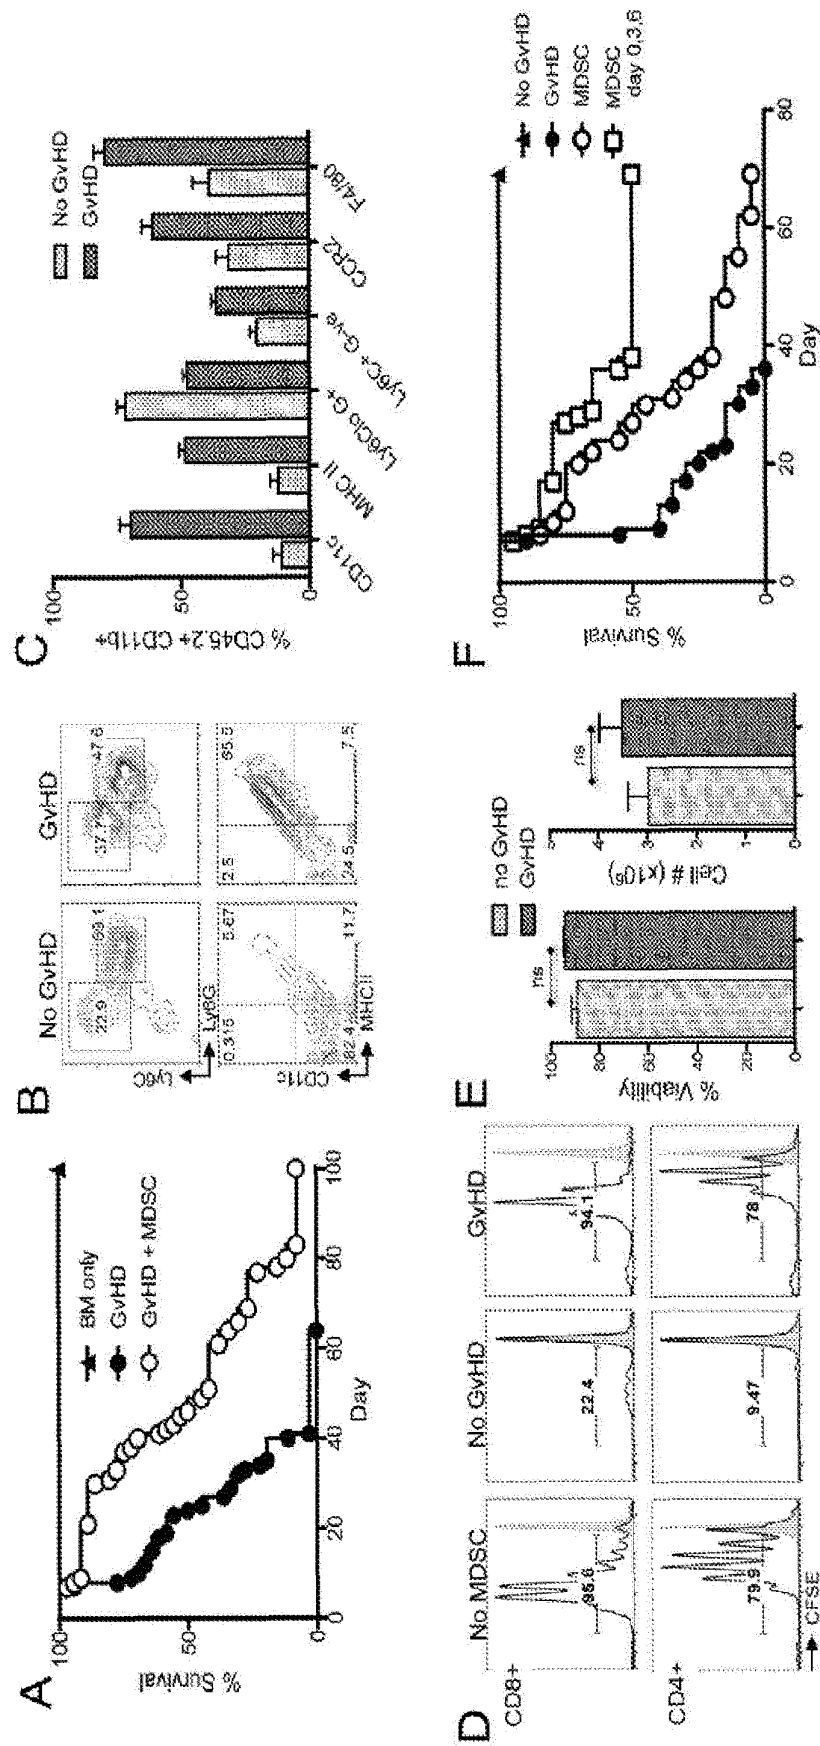 A
100
50
0
% Survival
0
20
40
60
80
100
Day
BM only
GvHD
GvHD + MDSC
B
No GvHD
GvHD
22.9
69.1
37.7
47.6
Ly6C
Ly6G
0.315
5.67
82.4
11.7
2.5
65.5
24.5
7.5
CD11c
MHCII
C
No GvHD
GvHD
100
50
0
% CD45.2+ CD11b+
CD11c
MHC II
Ly6Clo G+
Ly6C+ G-ve
CCR2
F4/80
D
No MDSC
No GvHD
GvHD
CD8+
95.6
22.4
94.1
CD4+
79.9
9.47
78
CFSE
E
no GvHD
GvHD
100
80
60
40
20
0
% Viability
ns
5
4
3
2
1
0
Cell # (x10⁶)
ns
F
100
50
0
% Survival
0
20
40
60
80
Day
No GvHD
GvHD
MDSC
MDSC
day 0,3,6